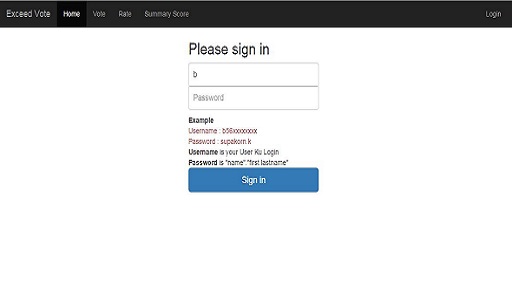 Exceed Vote Home Vote Rate Summary Score Login
Please sign in
b
Password
Example
Username : b56xxxxxxxx
Password : supakorn.k
Username is your User Ku Login
Password is "name"."first lastname"
Sign in